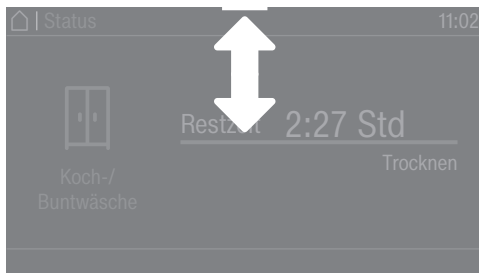 | Status
11:02
Restzeit 2:27 Std
Trocknen
Koch-/
Buntwäsche